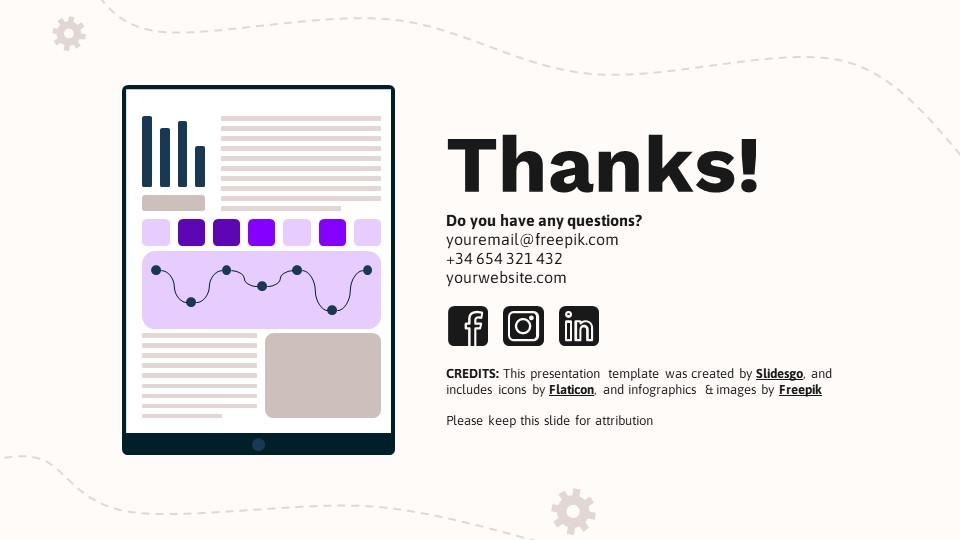 Thanks!
Do you have any questions?
youremail@freepik.com
+34 654 321 432
yourwebsite.com
CREDITS: This presentation template was created by Slidesgo, and
includes icons by Flaticon, and infographics & images by Freepik
Please keep this slide for attribution